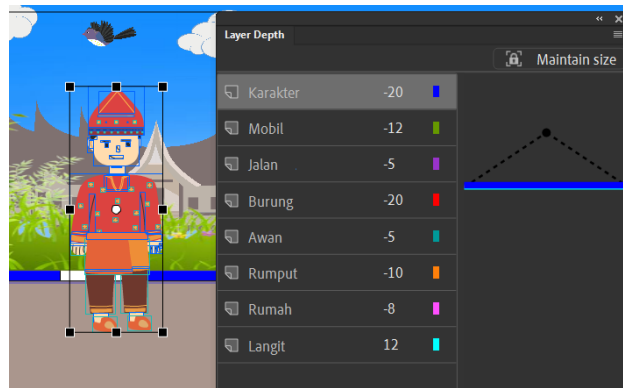 Layer Depth
Maintain size
Karakter -20
Mobil -12
Jalan -5
Burung -20
Awan -5
Rumput -10
Rumah -8
Langit 12